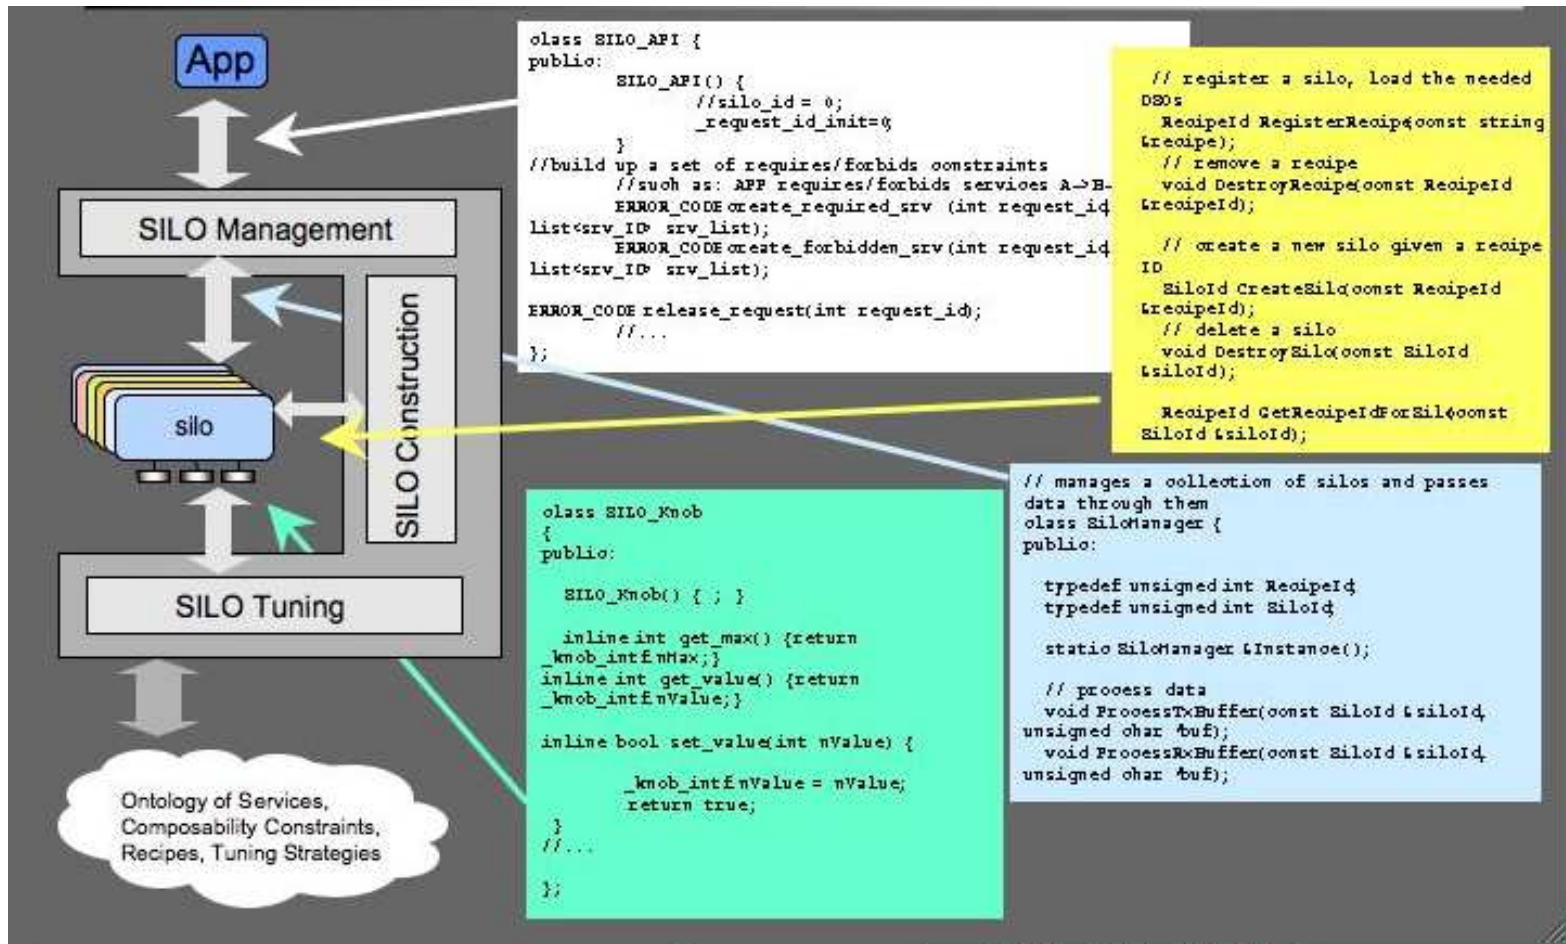 App
SILO Management
SILO Construction
silo
SILO Tuning
Ontology of Services,
Composability Constraints,
Recipes, Tuning Strategies
class SILO_API {
public:
SILO_API() {
//silo_id = 0;
_request_id_init=0;
}
//build up a set of requires/forbids constraints
//such as: APP requires/forbids services A->B-
ERROR_CODE create_required_srv (int request_id,
list<srv_ID> srv_list);
ERROR_CODE create_forbidden_srv(int request_id,
list<srv_ID> srv_list);
ERROR_CODE release_request(int request_id);
//...
};
// register a silo, load the needed
DSOs
RecipeId RegisterRecipe(const string
&recipe);
// remove a recipe
void DestroyRecipe(const RecipeId
&recipeId);
// create a new silo given a recipe
ID
SiloId CreateSilo(const RecipeId
&recipeId);
// delete a silo
void DestroySilo(const SiloId
&siloId);
RecipeId GetRecipeIdForSilo(const
SiloId &siloId);
class SILO_Knob
{
public:
SILO_Knob() { ; }
inline int get_max() {return
_knob_intf.nMax;}
inline int get_value() {return
_knob_intf.nValue;}
inline bool set_value(int nValue) {
_knob_intf.nValue = nValue;
return true;
}
//...
};
// manages a collection of silos and passes
data through them
class SiloManager {
public:
typedef unsigned int RecipeId;
typedef unsigned int SiloId;
static SiloManager &Instance();
// process data
void ProcessTxBuffer(const SiloId &siloId,
unsigned char *buf);
void ProcessRxBuffer(const SiloId &siloId,
unsigned char *buf);